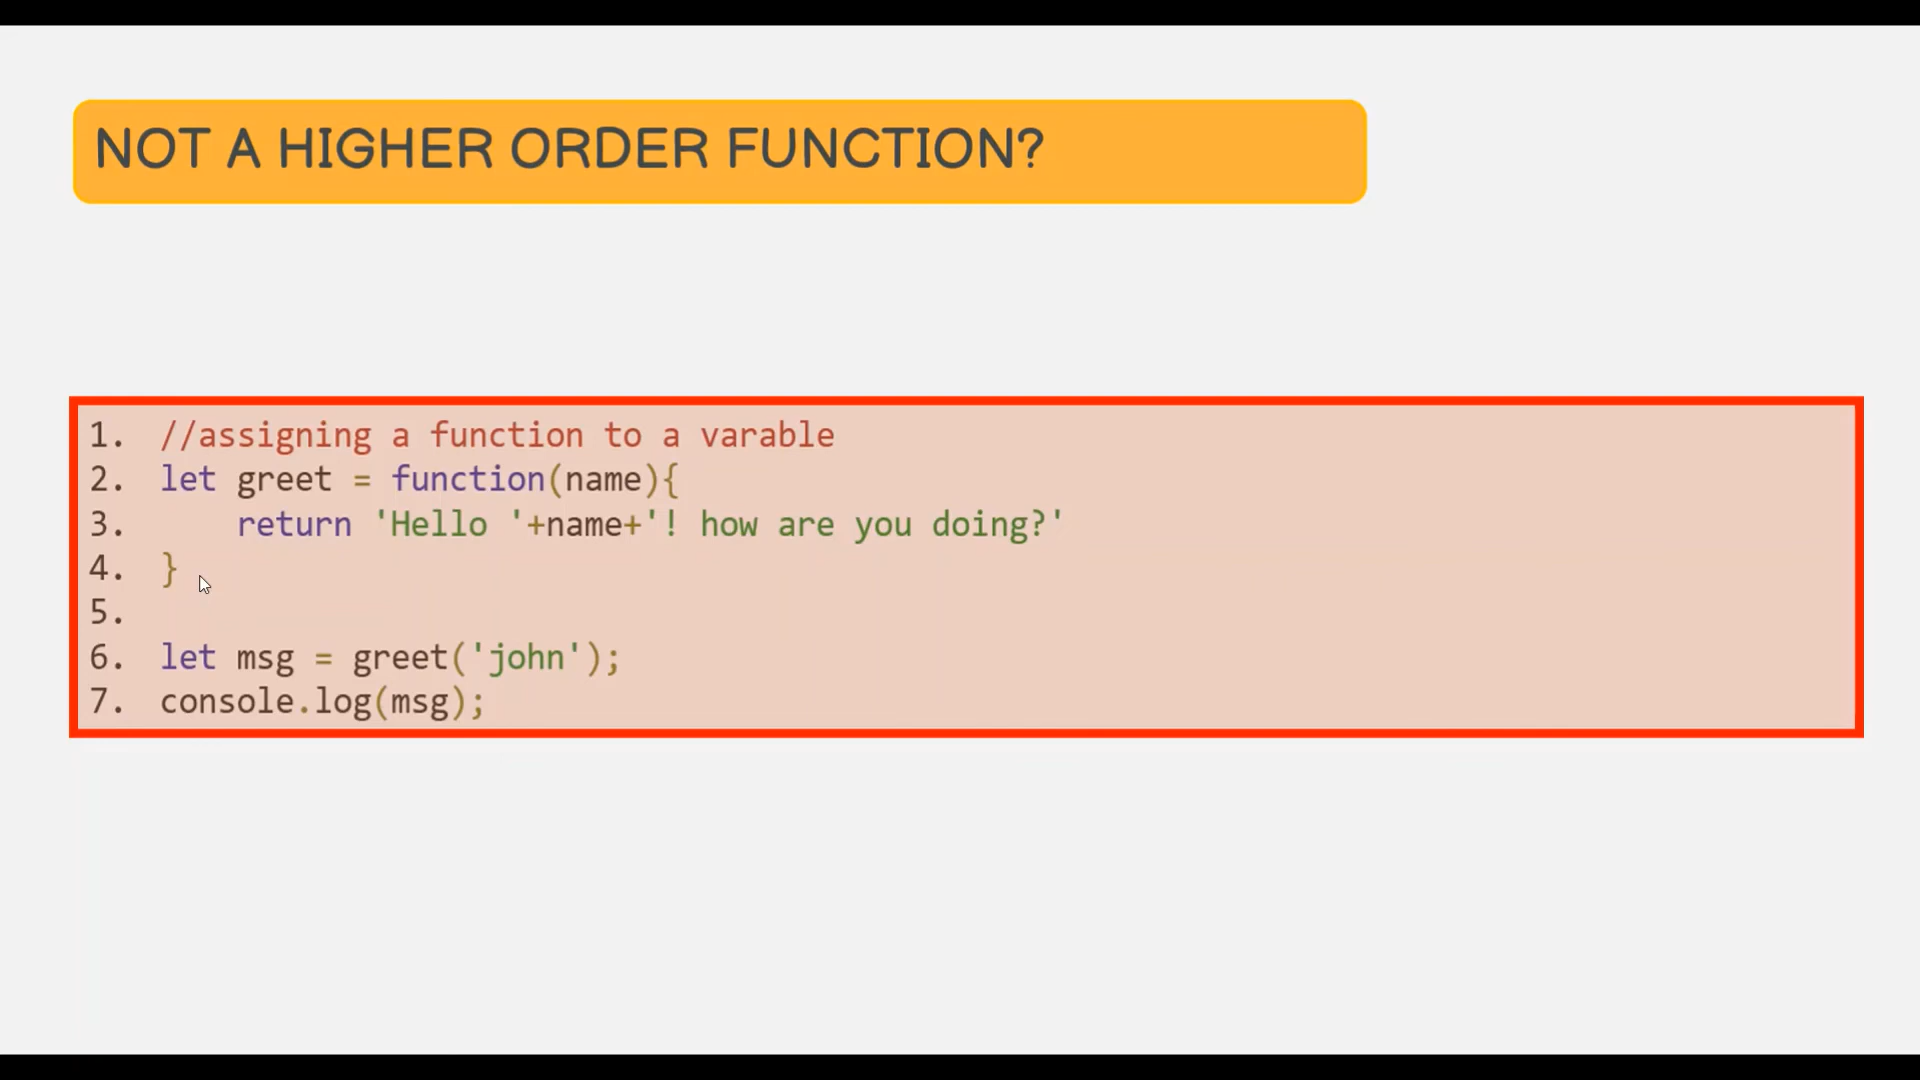 NOT A HIGHER ORDER FUNCTION?
1. //assigning a function to a varable
2. let greet = function(name){
3.     return 'Hello '+name+'! how are you doing?'
4. }
5.
6. let msg = greet('john');
7. console.log(msg);